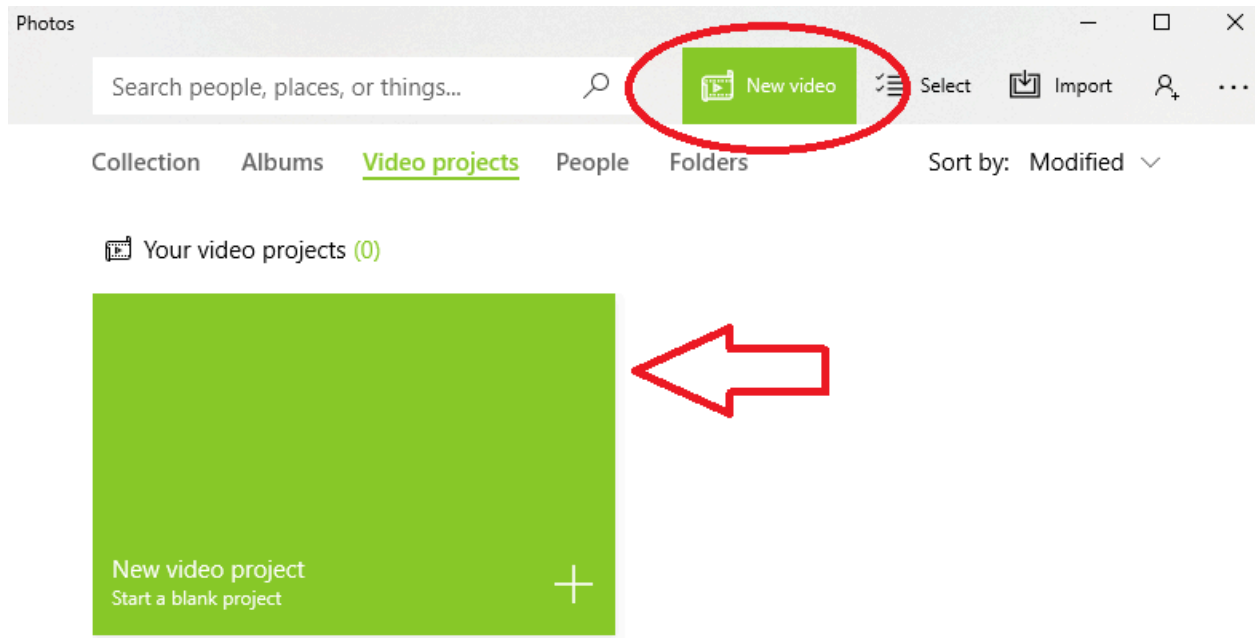 Photos
Search people, places, or things...
New video
Select
Import
Collection Albums Video projects People Folders Sort by: Modified
Your video projects (0)
New video project
Start a blank project